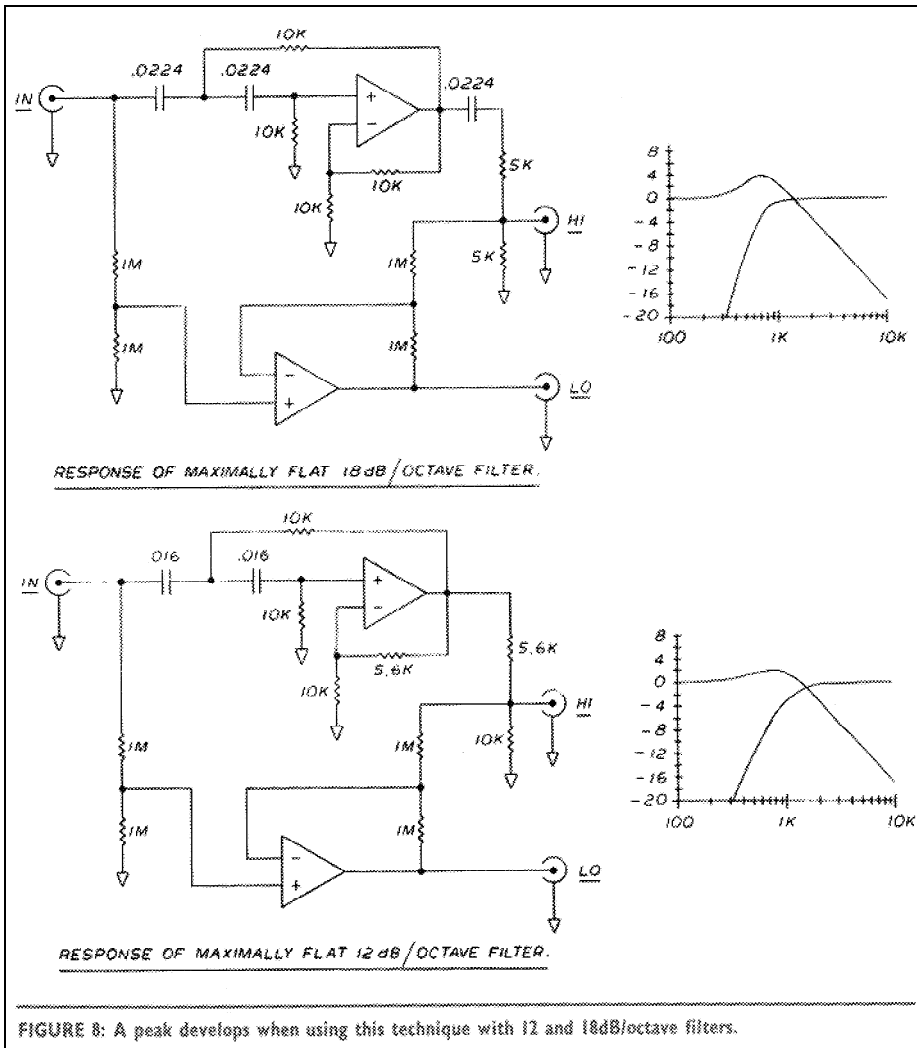 10K
.0224 .0224 .0224
IN
+
−
10K
10K
10K
5K
HI
5K
1M
1M
1M
1M
−
+
LO
8
4
0
-4
-8
-12
-16
-20
100 1K 10K
RESPONSE OF MAXIMALLY FLAT 18dB/OCTAVE FILTER.
10K
.016 .016
IN
+
−
10K
5.6K
10K
5.6K
HI
10K
1M
1M
1M
1M
−
+
LO
8
4
0
-4
-8
-12
-16
-20
100 1K 10K
RESPONSE OF MAXIMALLY FLAT 12dB/OCTAVE FILTER.
FIGURE 8: A peak develops when using this technique with 12 and 18dB/octave filters.